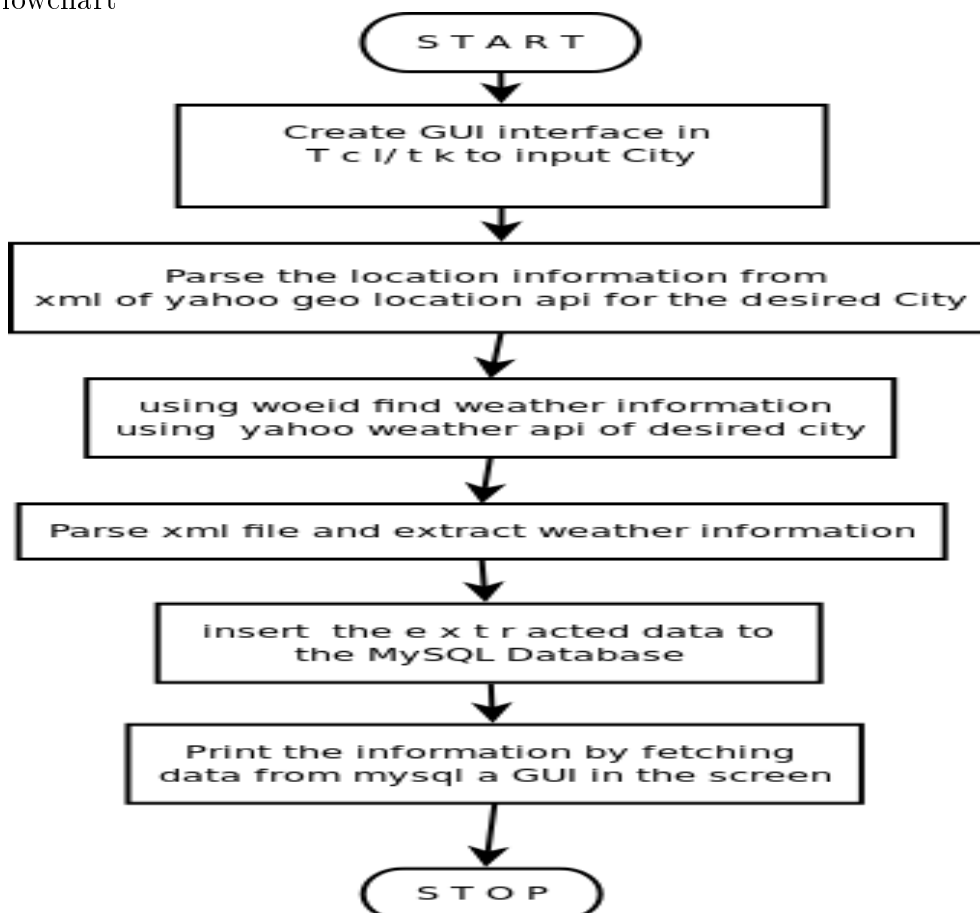 lowchart
S T A R T
Create GUI interface in
T c l/ t k to input City
Parse the location information from
xml of yahoo geo location api for the desired City
using woeid find weather information
using  yahoo weather api of desired city
Parse xml file and extract weather information
insert  the e x t r acted data to
the MySQL Database
Print the information by fetching
data from mysql a GUI in the screen
S T O P